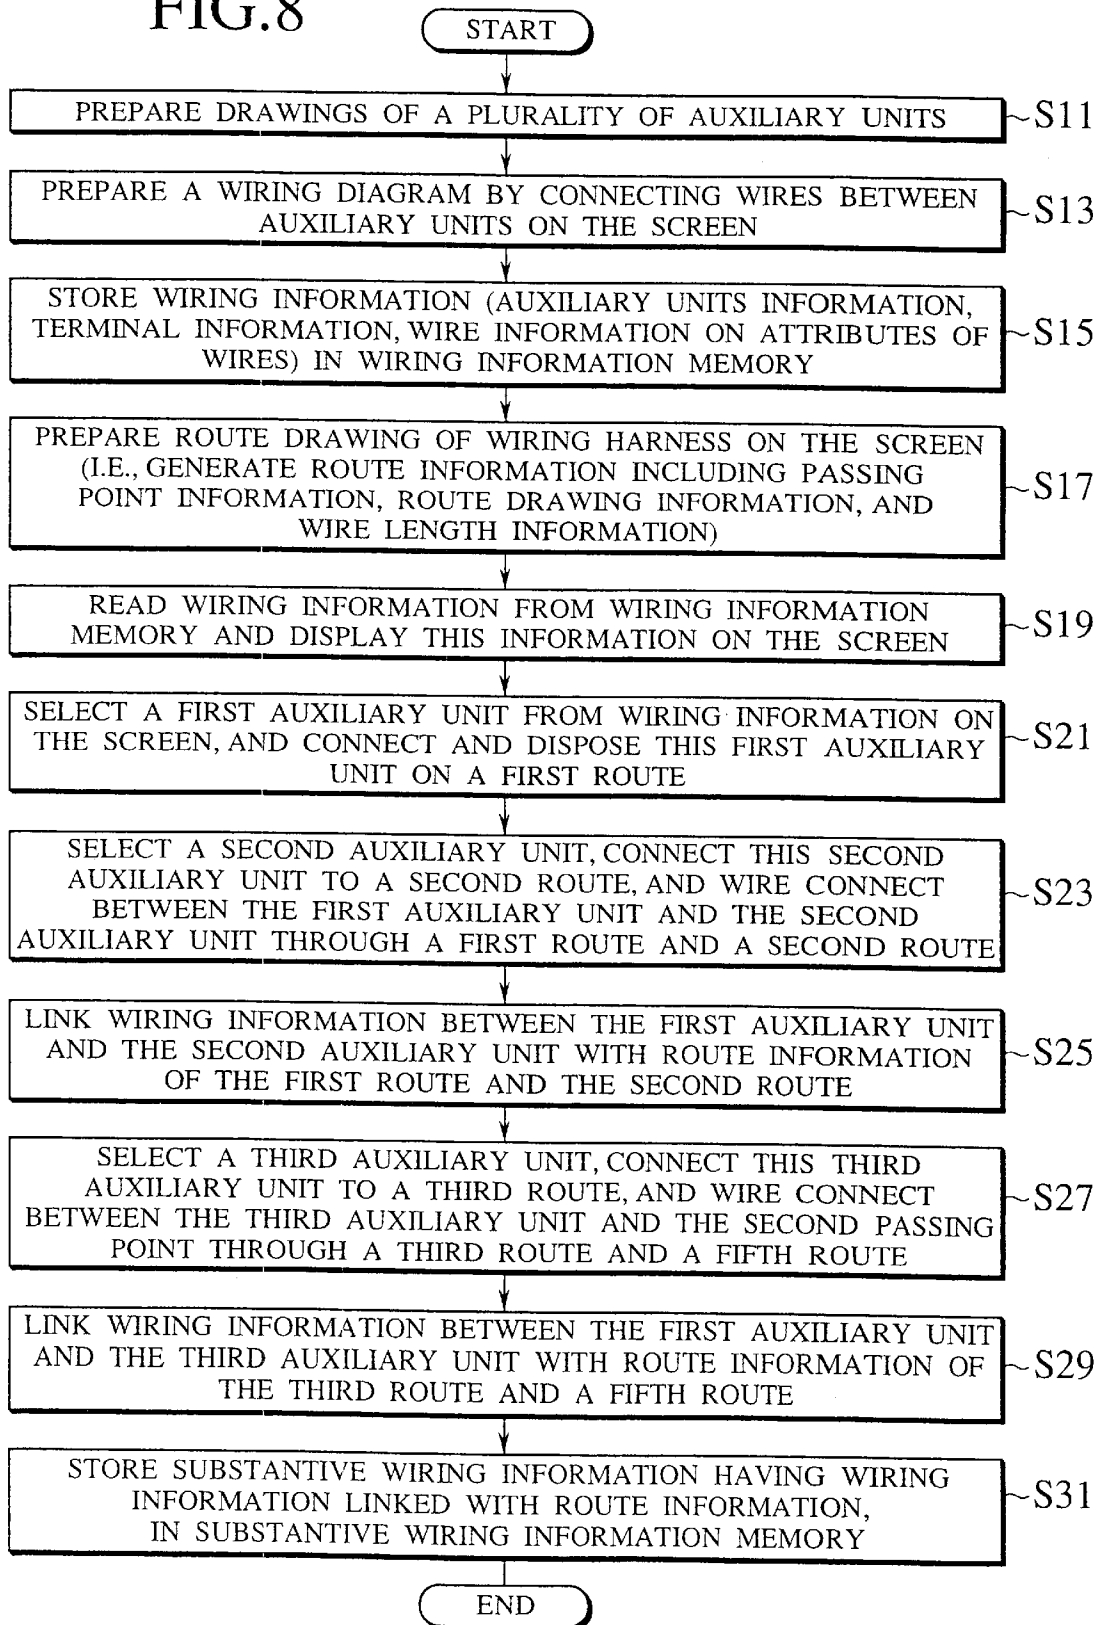 FIG.8
START
PREPARE DRAWINGS OF A PLURALITY OF AUXILIARY UNITS
S11
PREPARE A WIRING DIAGRAM BY CONNECTING WIRES BETWEEN
AUXILIARY UNITS ON THE SCREEN
S13
STORE WIRING INFORMATION (AUXILIARY UNITS INFORMATION,
TERMINAL INFORMATION, WIRE INFORMATION ON ATTRIBUTES OF
WIRES) IN WIRING INFORMATION MEMORY
S15
PREPARE ROUTE DRAWING OF WIRING HARNESS ON THE SCREEN
(I.E., GENERATE ROUTE INFORMATION INCLUDING PASSING
POINT INFORMATION, ROUTE DRAWING INFORMATION, AND
WIRE LENGTH INFORMATION)
S17
READ WIRING INFORMATION FROM WIRING INFORMATION
MEMORY AND DISPLAY THIS INFORMATION ON THE SCREEN
S19
SELECT A FIRST AUXILIARY UNIT FROM WIRING INFORMATION ON
THE SCREEN, AND CONNECT AND DISPOSE THIS FIRST AUXILIARY
UNIT ON A FIRST ROUTE
S21
SELECT A SECOND AUXILIARY UNIT, CONNECT THIS SECOND
AUXILIARY UNIT TO A SECOND ROUTE, AND WIRE CONNECT
BETWEEN THE FIRST AUXILIARY UNIT AND THE SECOND
AUXILIARY UNIT THROUGH A FIRST ROUTE AND A SECOND ROUTE
S23
LINK WIRING INFORMATION BETWEEN THE FIRST AUXILIARY UNIT
AND THE SECOND AUXILIARY UNIT WITH ROUTE INFORMATION
OF THE FIRST ROUTE AND THE SECOND ROUTE
S25
SELECT A THIRD AUXILIARY UNIT, CONNECT THIS THIRD
AUXILIARY UNIT TO A THIRD ROUTE, AND WIRE CONNECT
BETWEEN THE THIRD AUXILIARY UNIT AND THE SECOND PASSING
POINT THROUGH A THIRD ROUTE AND A FIFTH ROUTE
S27
LINK WIRING INFORMATION BETWEEN THE FIRST AUXILIARY UNIT
AND THE THIRD AUXILIARY UNIT WITH ROUTE INFORMATION OF
THE THIRD ROUTE AND A FIFTH ROUTE
S29
STORE SUBSTANTIVE WIRING INFORMATION HAVING WIRING
INFORMATION LINKED WITH ROUTE INFORMATION,
IN SUBSTANTIVE WIRING INFORMATION MEMORY
S31
END